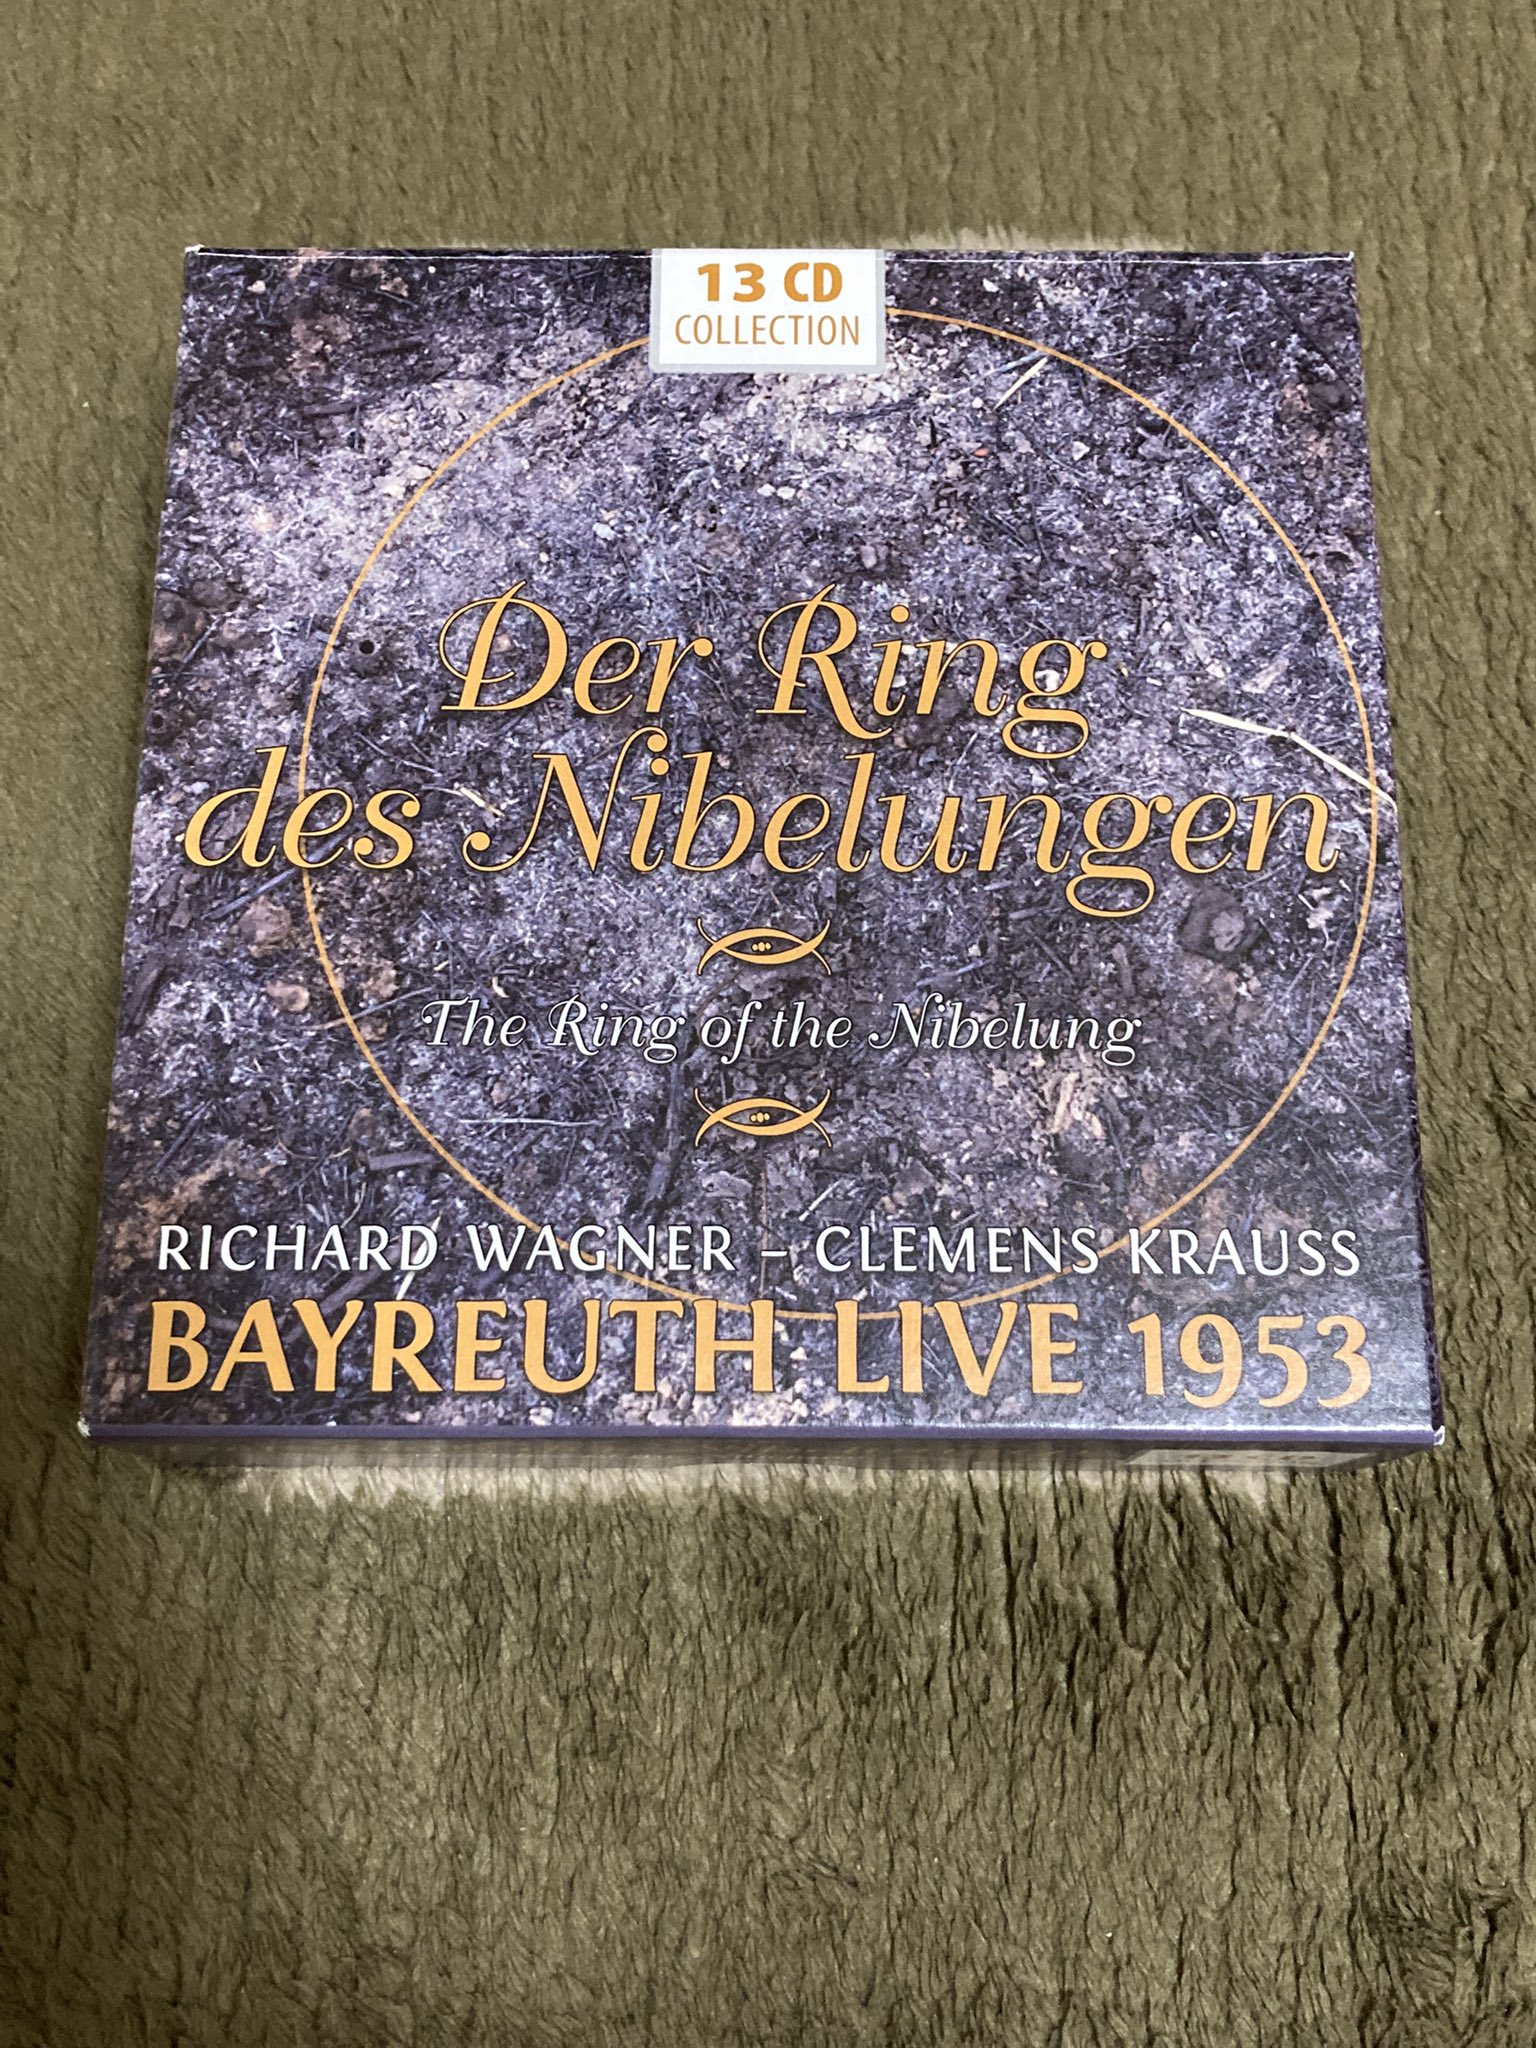 13 CD
COLLECTION
Der Ring
des Nibelungen
The Ring of the Nibelung
RICHARD WAGNER – CLEMENS KRAUSS
BAYREUTH LIVE 1953